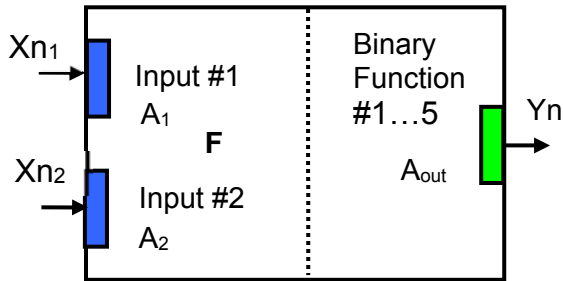 Xn₁
Input #1
A₁
F
Xn₂
Input #2
A₂
Binary
Function
#1…5
Aout
Yn